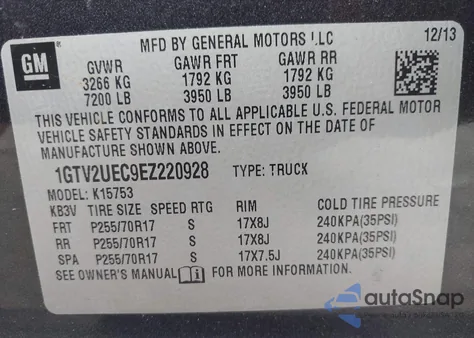 GM
MFD BY GENERAL MOTORS LLC 12/13
GVWR GAWR FRT GAWR RR
3266 KG 1792 KG 1792 KG
7200 LB 3950 LB 3950 LB
THIS VEHICLE CONFORMS TO ALL APPLICABLE U.S. FEDERAL MOTOR
VEHICLE SAFETY STANDARDS IN EFFECT ON THE DATE OF
MANUFACTURE SHOWN ABOVE.
1GTV2UEC9EZ220928 TYPE: TRUCK
MODEL: K15753
KB3V TIRE SIZE SPEED RTG RIM COLD TIRE PRESSURE
FRT P255/70R17 S 17X8J 240KPA(35PSI)
RR P255/70R17 S 17X8J 240KPA(35PSI)
SPA P255/70R17 S 17X7.5J 240KPA(35PSI)
SEE OWNER'S MANUAL FOR MORE INFORMATION.
autoSnap